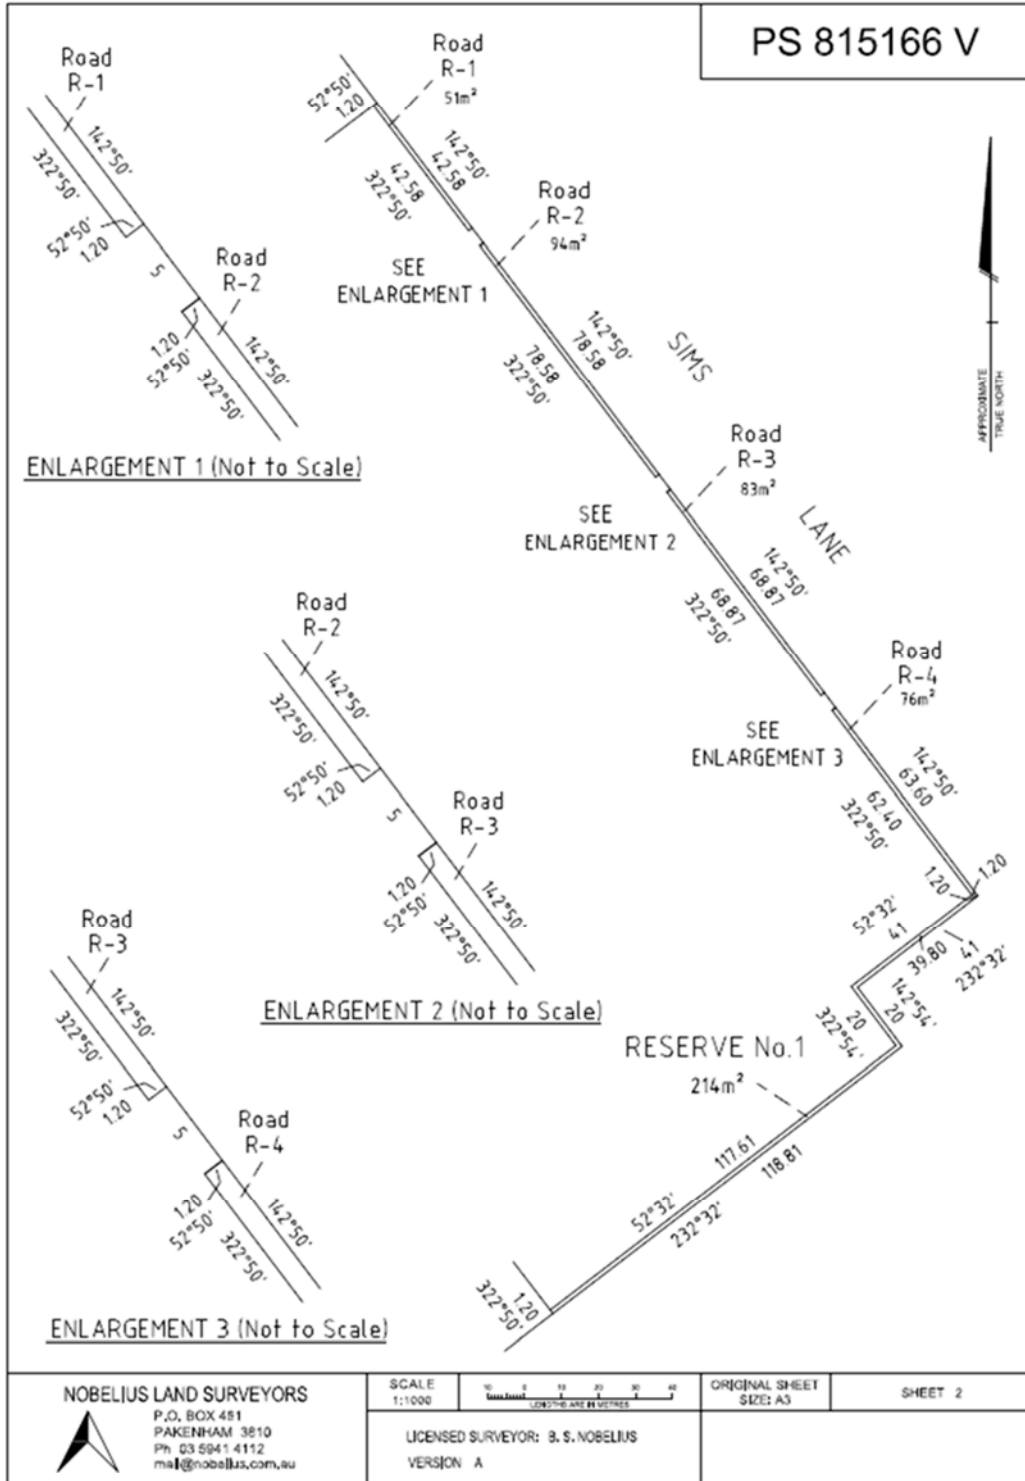 PS 815166 V
Road
R-1
142°50'
322°50'
52°50'
1.20
5
Road
R-2
1.20
52°50'
322°50'
142°50'
ENLARGEMENT 1 (Not to Scale)
52°50'
1.20
Road
R-1
51m²
142°50'
42.58
42.58
322°50'
Road
R-2
94m²
SEE
ENLARGEMENT 1
142°50'
78.58
78.58
322°50'
SIMS
LANE
Road
R-3
83m²
SEE
ENLARGEMENT 2
142°50'
68.87
68.87
322°50'
Road
R-4
76m²
SEE
ENLARGEMENT 3
142°50'
63.60
62.40
322°50'
1.20
1.20
52°32'
41
39.80
41
232°32'
142°54'
20
20
322°54'
RESERVE No.1
214m²
117.61
118.81
52°32'
232°32'
1.20
322°50'
APPROXIMATE
TRUE NORTH
Road
R-2
142°50'
322°50'
52°50'
1.20
5
Road
R-3
1.20
52°50'
322°50'
142°50'
ENLARGEMENT 2 (Not to Scale)
Road
R-3
142°50'
322°50'
52°50'
1.20
5
Road
R-4
1.20
52°50'
322°50'
142°50'
ENLARGEMENT 3 (Not to Scale)
NOBELIUS LAND SURVEYORS
P.O. BOX 461
PAKENHAM 3810
Ph 03 5941 4112
mail@nobelius.com.au
SCALE
1:1000
10 0 10 20 30 40
LENGTHS ARE IN METRES
ORIGINAL SHEET
SIZE: A3
SHEET 2
LICENSED SURVEYOR: B. S. NOBELIUS
VERSION A